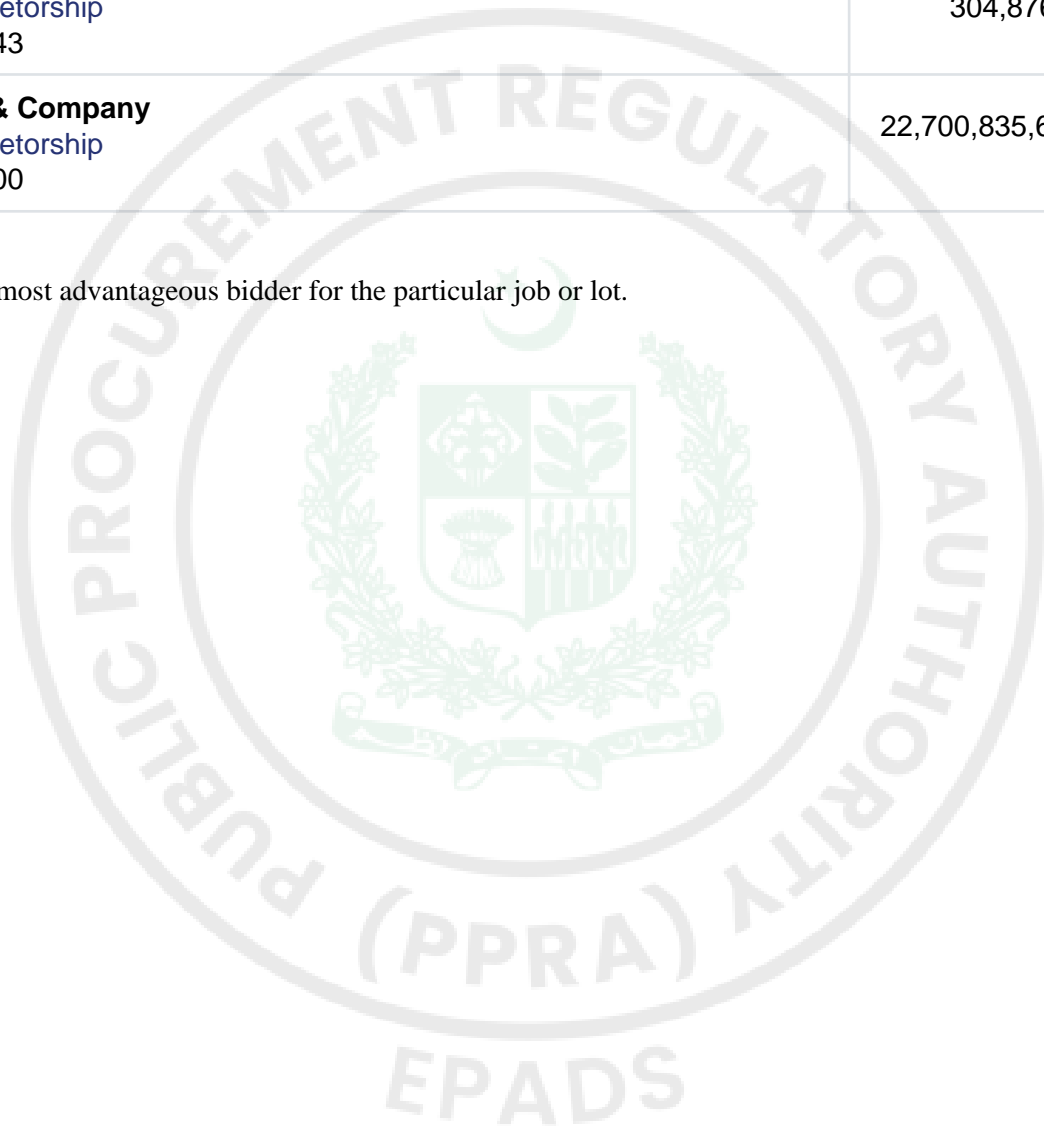 etorship
304,876
43
& Company
etorship
22,700,835,6
00
most advantageous bidder for the particular job or lot.
PUBLIC PROCUREMENT REGULATORY AUTHORITY
(PPRA)
EPADS